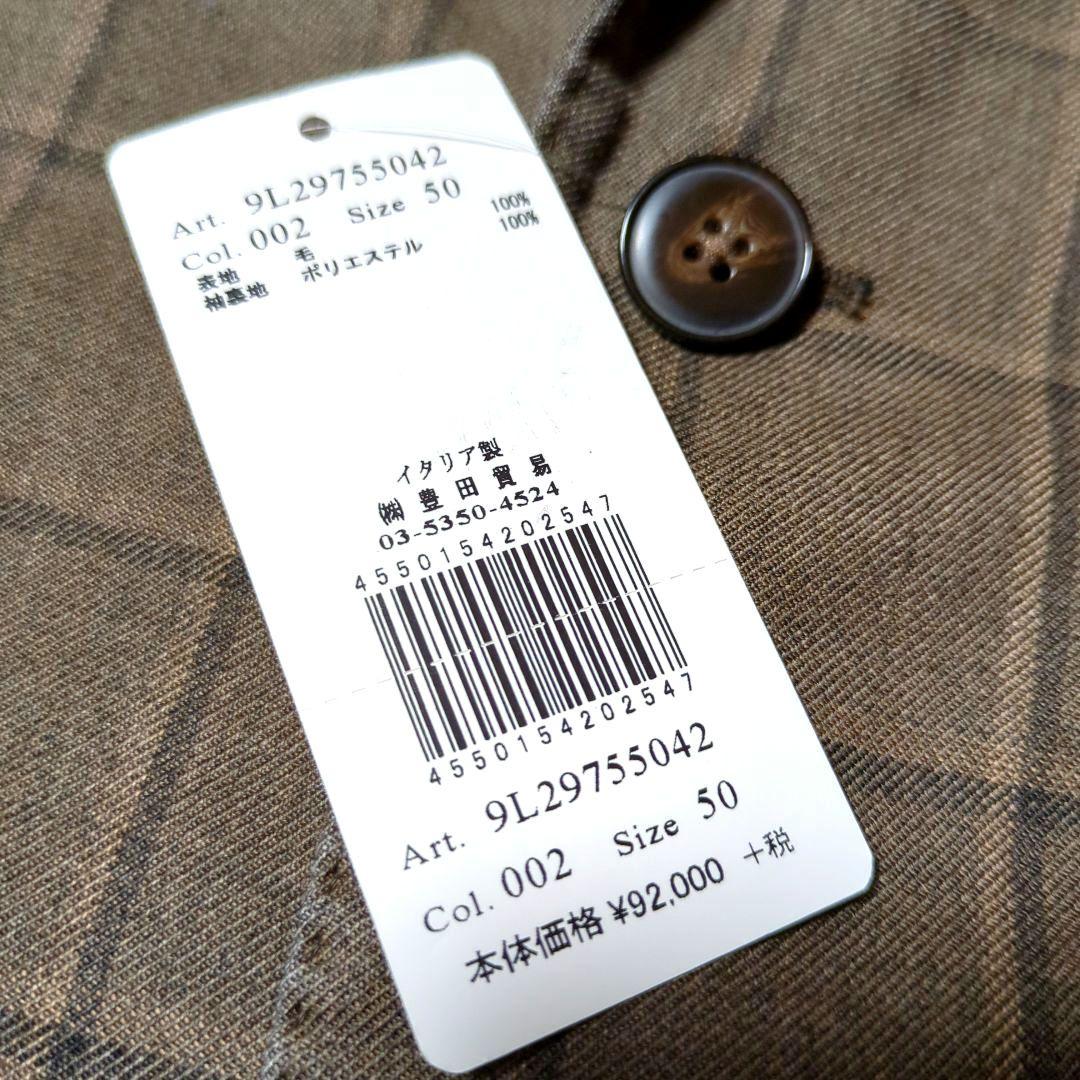 Art. 9L29755042
Col. 002 Size 50
表地 毛 100%
袖裏地 ポリエステル 100%
イタリア製
㈱ 豊田貿易
03-5350-4524
4550154202547
4550154202547
Art. 9L29755042
Col. 002 Size 50
本体価格 ¥92,000 +税